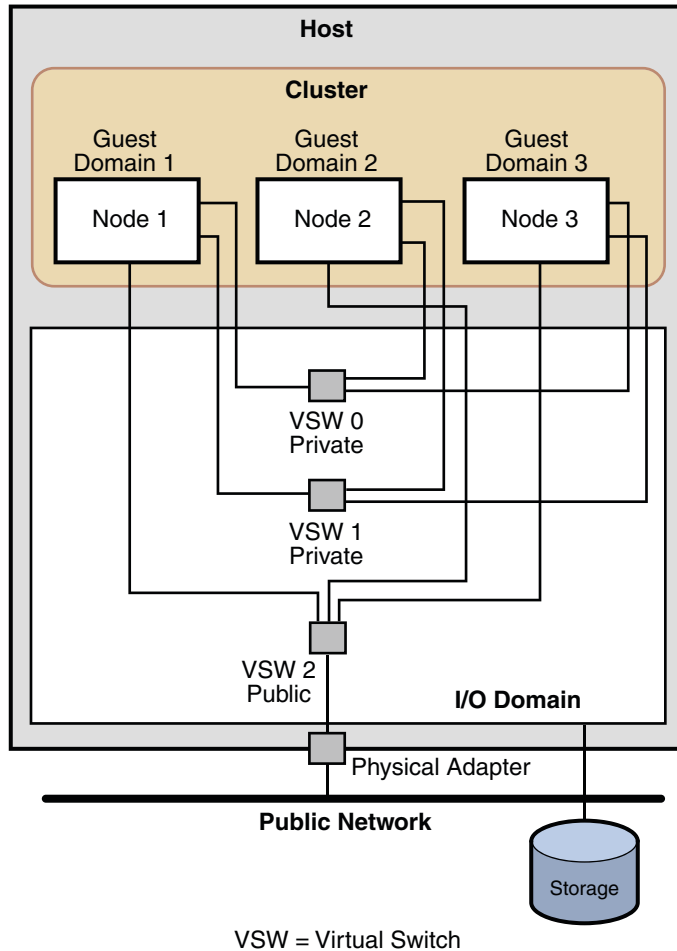 Host
Cluster
Guest
Domain 1
Guest
Domain 2
Guest
Domain 3
Node 1
Node 2
Node 3
VSW 0
Private
VSW 1
Private
VSW 2
Public
I/O Domain
Physical Adapter
Public Network
Storage
VSW = Virtual Switch